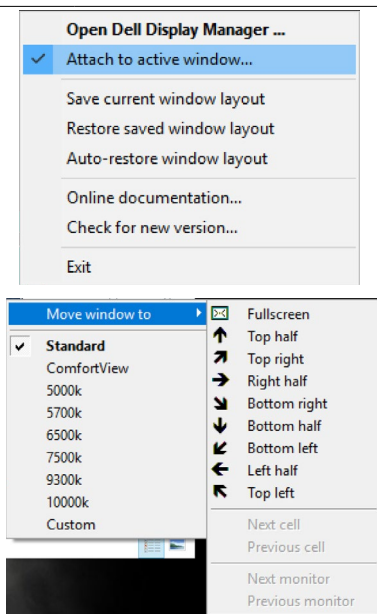 Open Dell Display Manager ...
Attach to active window...
Save current window layout
Restore saved window layout
Auto-restore window layout
Online documentation...
Check for new version...
Exit
Move window to
Standard
ComfortView
5000k
5700k
6500k
7500k
9300k
10000k
Custom
Fullscreen
Top half
Top right
Right half
Bottom right
Bottom half
Bottom left
Left half
Top left
Next cell
Previous cell
Next monitor
Previous monitor